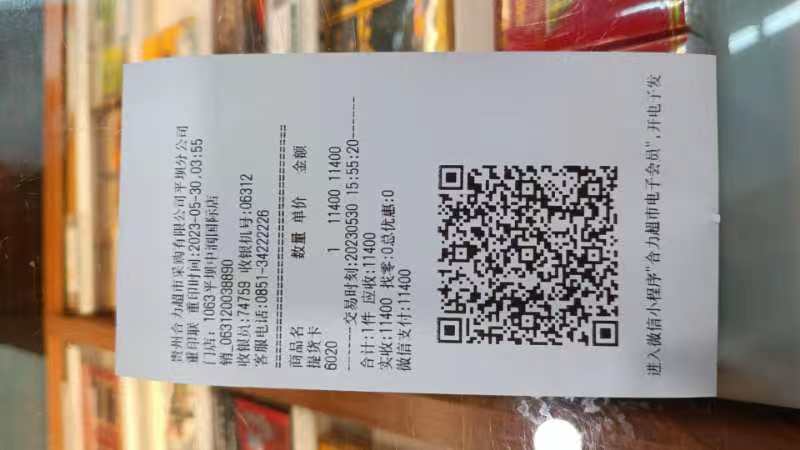 贵州合力超市采购有限公司平坝分公司
重印联 重印时间:2023-05-30,03:55
门店: 1063平坝中润国际店
销_063120038890
收银员:74759 收银机号:06312
客服电话:0851-34222226
==============================
商品名 数量 单价 金额
提货卡
6020 1 11400 11400
------交易时刻:20230530 15:55:20------
合计:1件 应收:11400
实收:11400 找零:0总优惠:0
微信支付:11400
进入微信小程序"合力超市电子会员",开电子发